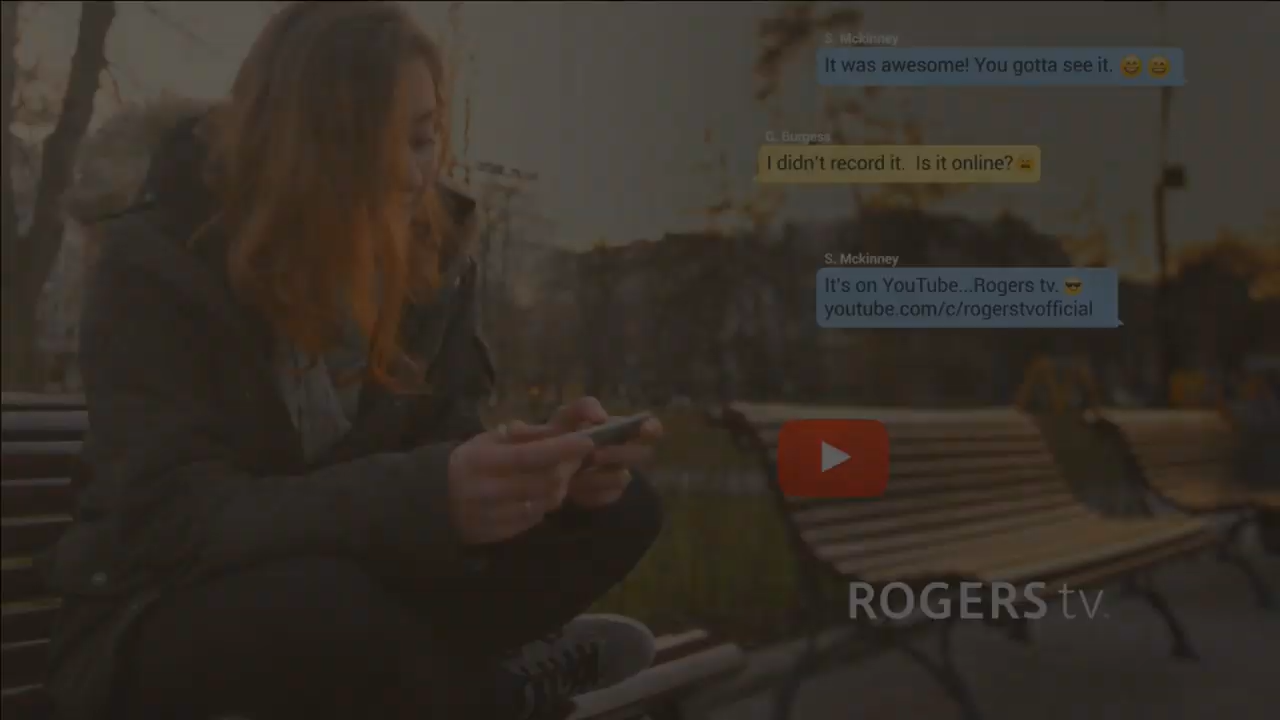 S. Mckinney
It was awesome! You gotta see it. 😄 😁
C. Burgess
I didn't record it.  Is it online?😩
S. Mckinney
It's on YouTube...Rogers tv. 😎
youtube.com/c/rogerstvofficial
ROGERS tv.